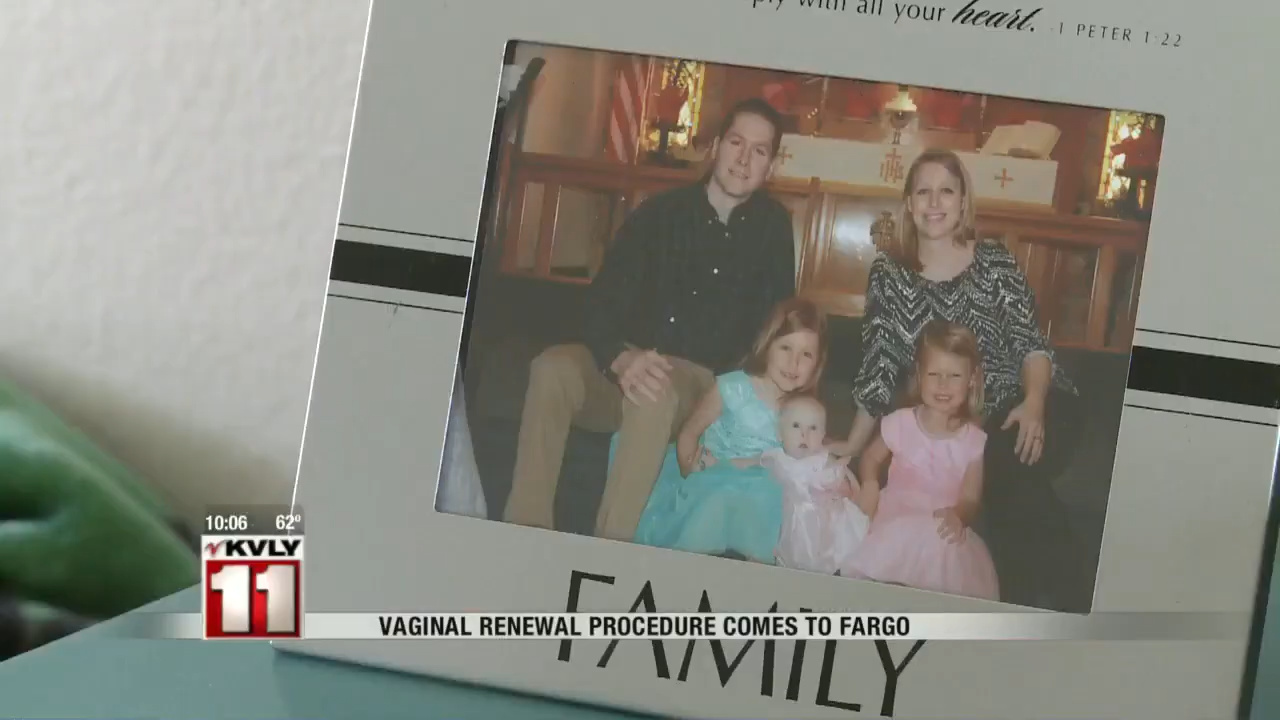 with all your heart. -1 PETER 1:22
10:06 62°
KVLY
11
VAGINAL RENEWAL PROCEDURE COMES TO FARGO
FAMILY